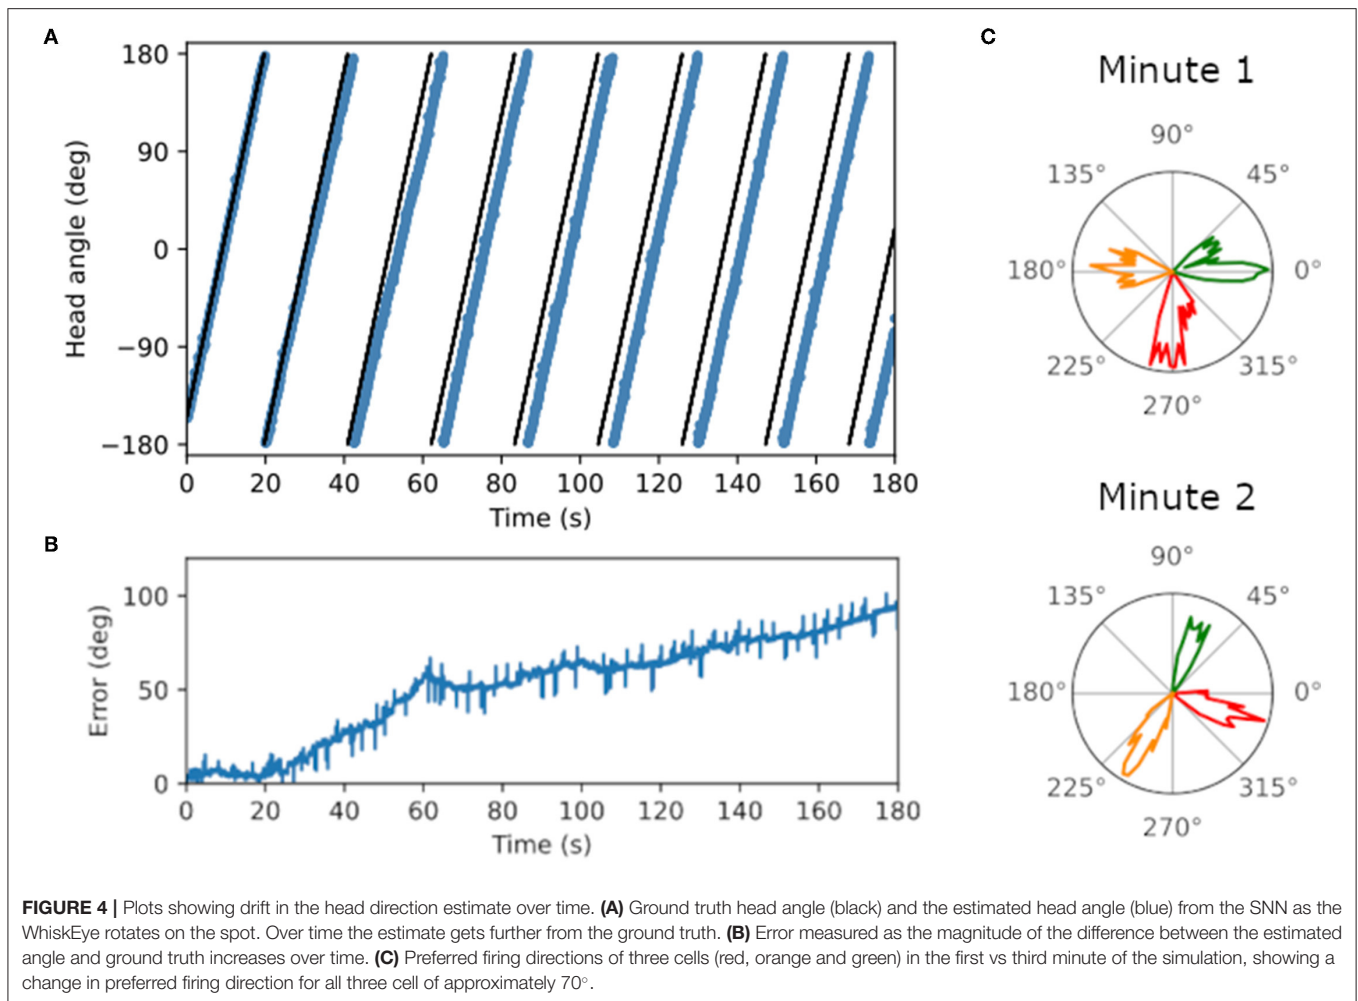 A
180
90
0
−90
−180
Head angle (deg)
0 20 40 60 80 100 120 140 160 180
Time (s)
B
100
50
0
Error (deg)
0 20 40 60 80 100 120 140 160 180
Time (s)
C
Minute 1
90°
135° 45°
180° 0°
225° 315°
270°
Minute 2
90°
135° 45°
180° 0°
225° 315°
270°
FIGURE 4 | Plots showing drift in the head direction estimate over time. (A) Ground truth head angle (black) and the estimated head angle (blue) from the SNN as the
WhiskEye rotates on the spot. Over time the estimate gets further from the ground truth. (B) Error measured as the magnitude of the difference between the estimated
angle and ground truth increases over time. (C) Preferred firing directions of three cells (red, orange and green) in the first vs third minute of the simulation, showing a
change in preferred firing direction for all three cell of approximately 70°.